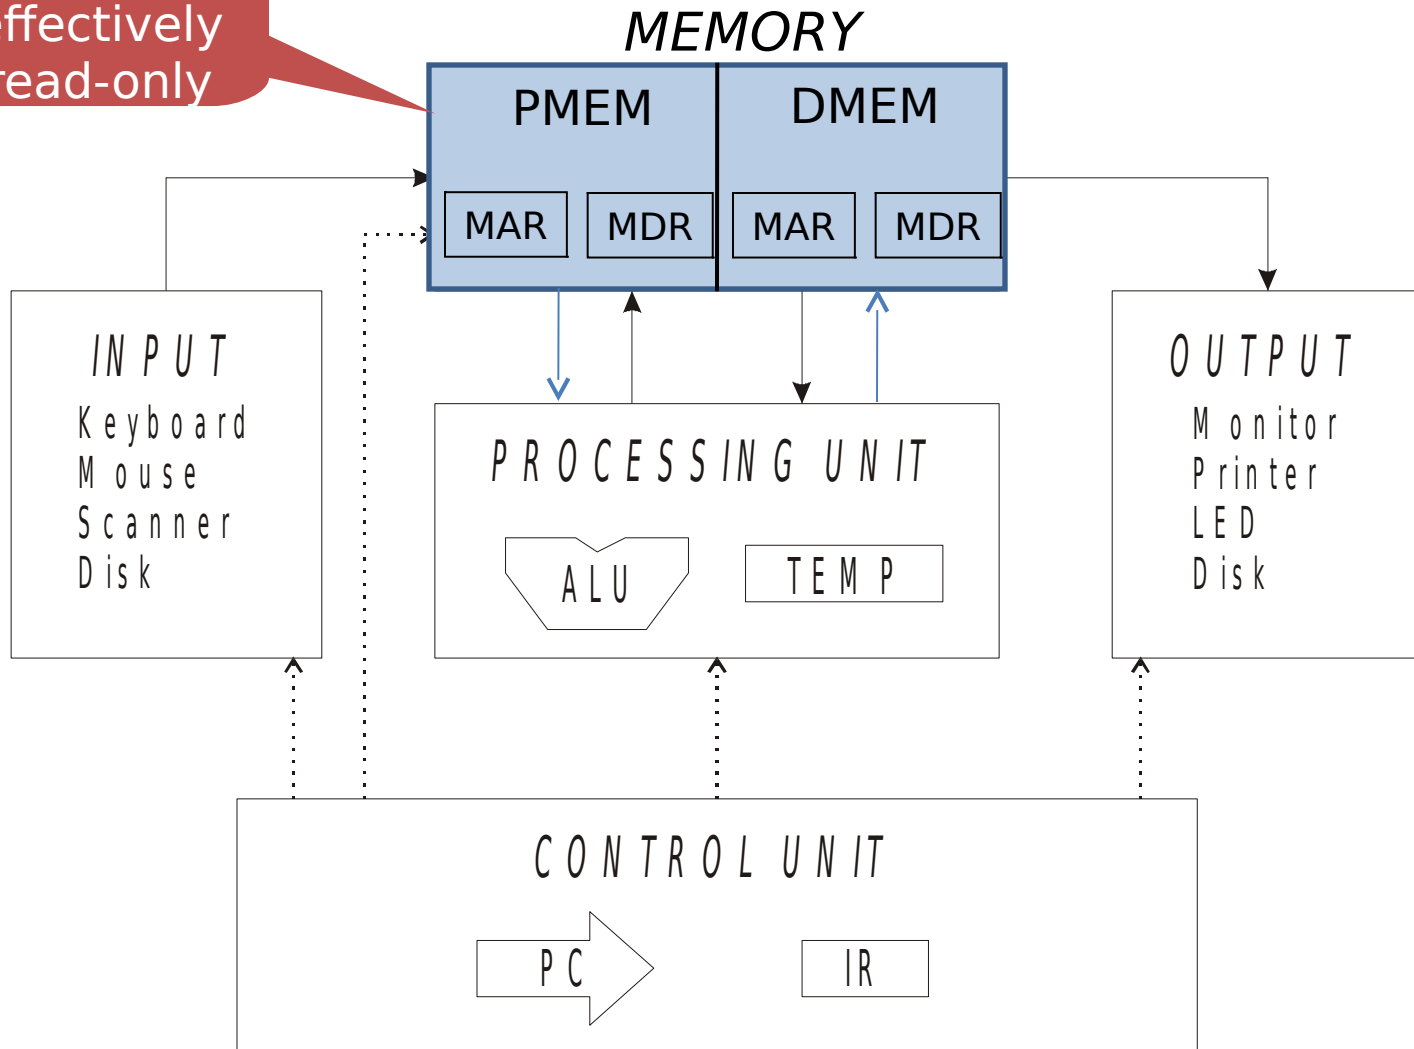 effectively
read-only
MEMORY
PMEM
DMEM
MAR
MDR
MAR
MDR
INPUT
Keyboard
Mouse
Scanner
Disk
PROCESSING UNIT
ALU
TEMP
OUTPUT
Monitor
Printer
LED
Disk
CONTROL UNIT
PC
IR